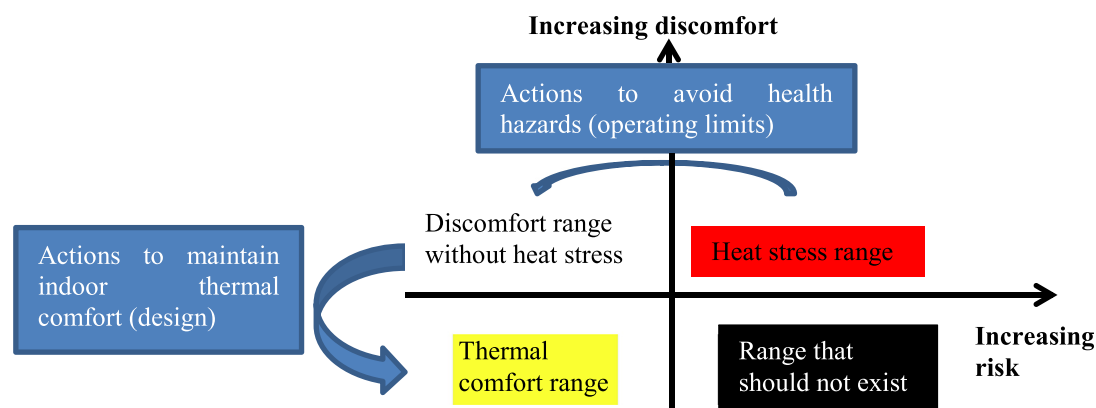 Increasing discomfort
Actions to avoid health
hazards (operating limits)
Discomfort range
without heat stress
Heat stress range
Actions to maintain
indoor thermal
comfort (design)
Increasing
risk
Thermal
comfort range
Range that
should not exist